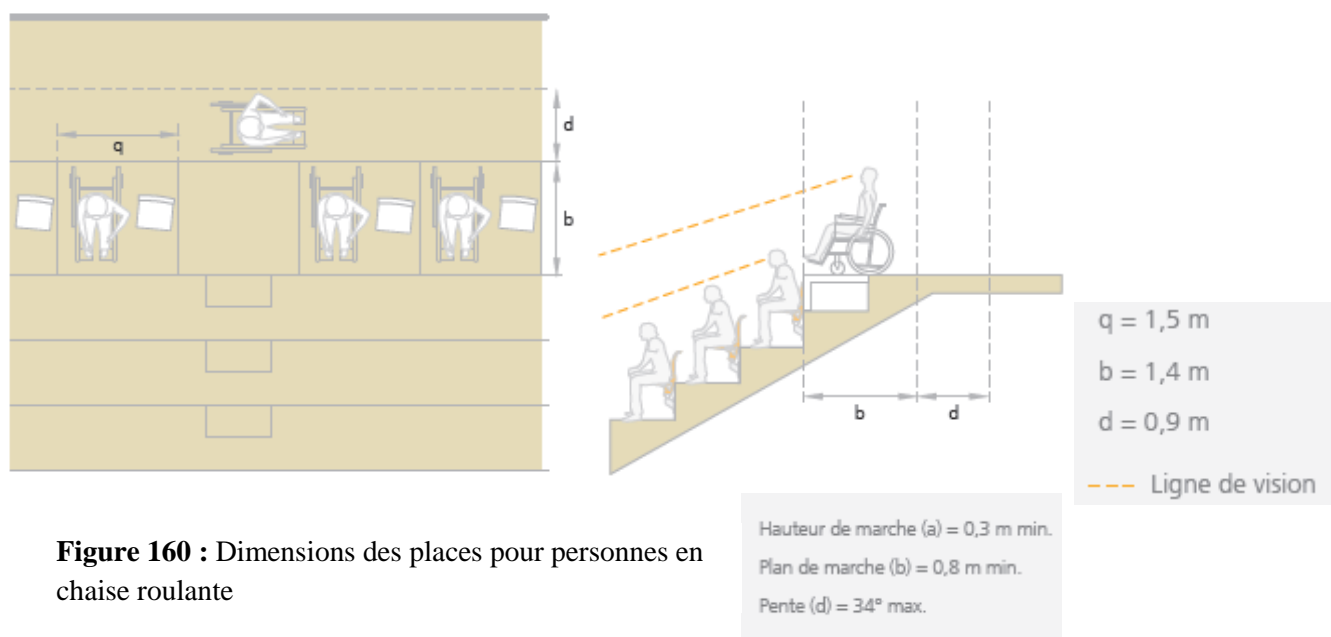 q
d
b
b
d
q = 1,5 m
b = 1,4 m
d = 0,9 m
Ligne de vision
Hauteur de marche (a) = 0,3 m min.
Plan de marche (b) = 0,8 m min.
Pente (d) = 34° max.
Figure 160 : Dimensions des places pour personnes en
chaise roulante